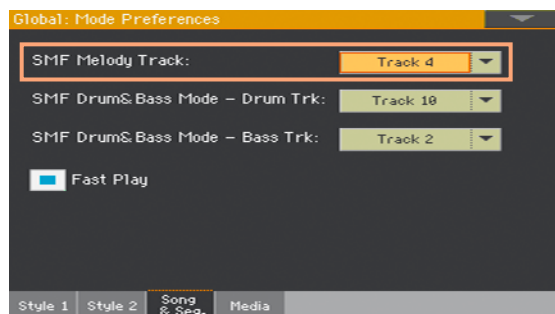 Global: Mode Preferences
SMF Melody Track: Track 4
SMF Drum&Bass Mode - Drum Trk: Track 10
SMF Drum&Bass Mode - Bass Trk: Track 2
Fast Play
Style 1 Style 2 Song & Seq. Media